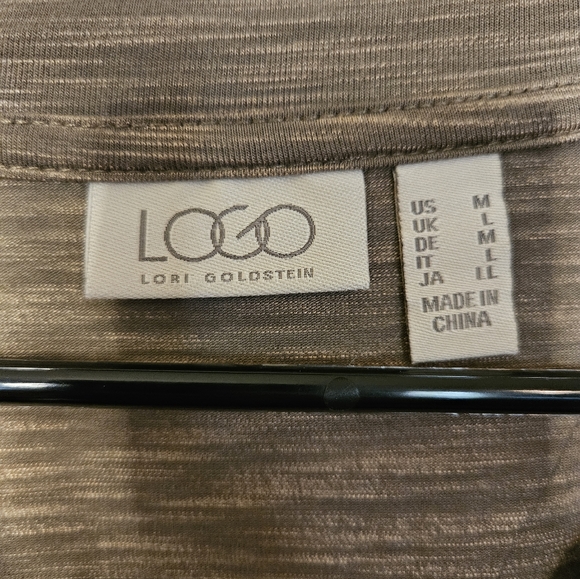 LOGO
LORI GOLDSTEIN
US M
UK L
DE M
IT L
JA LL
MADE IN
CHINA